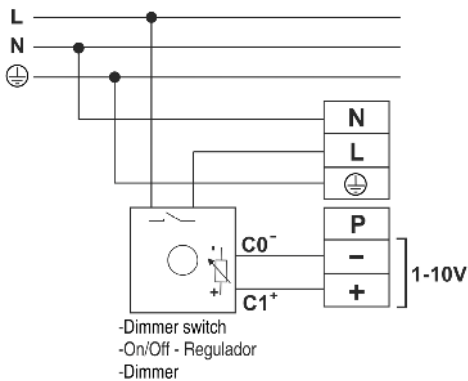 L
N
N
L
P
-
+
1-10V
-
+
C0⁻
C1⁺
-Dimmer switch
-On/Off - Regulador
-Dimmer